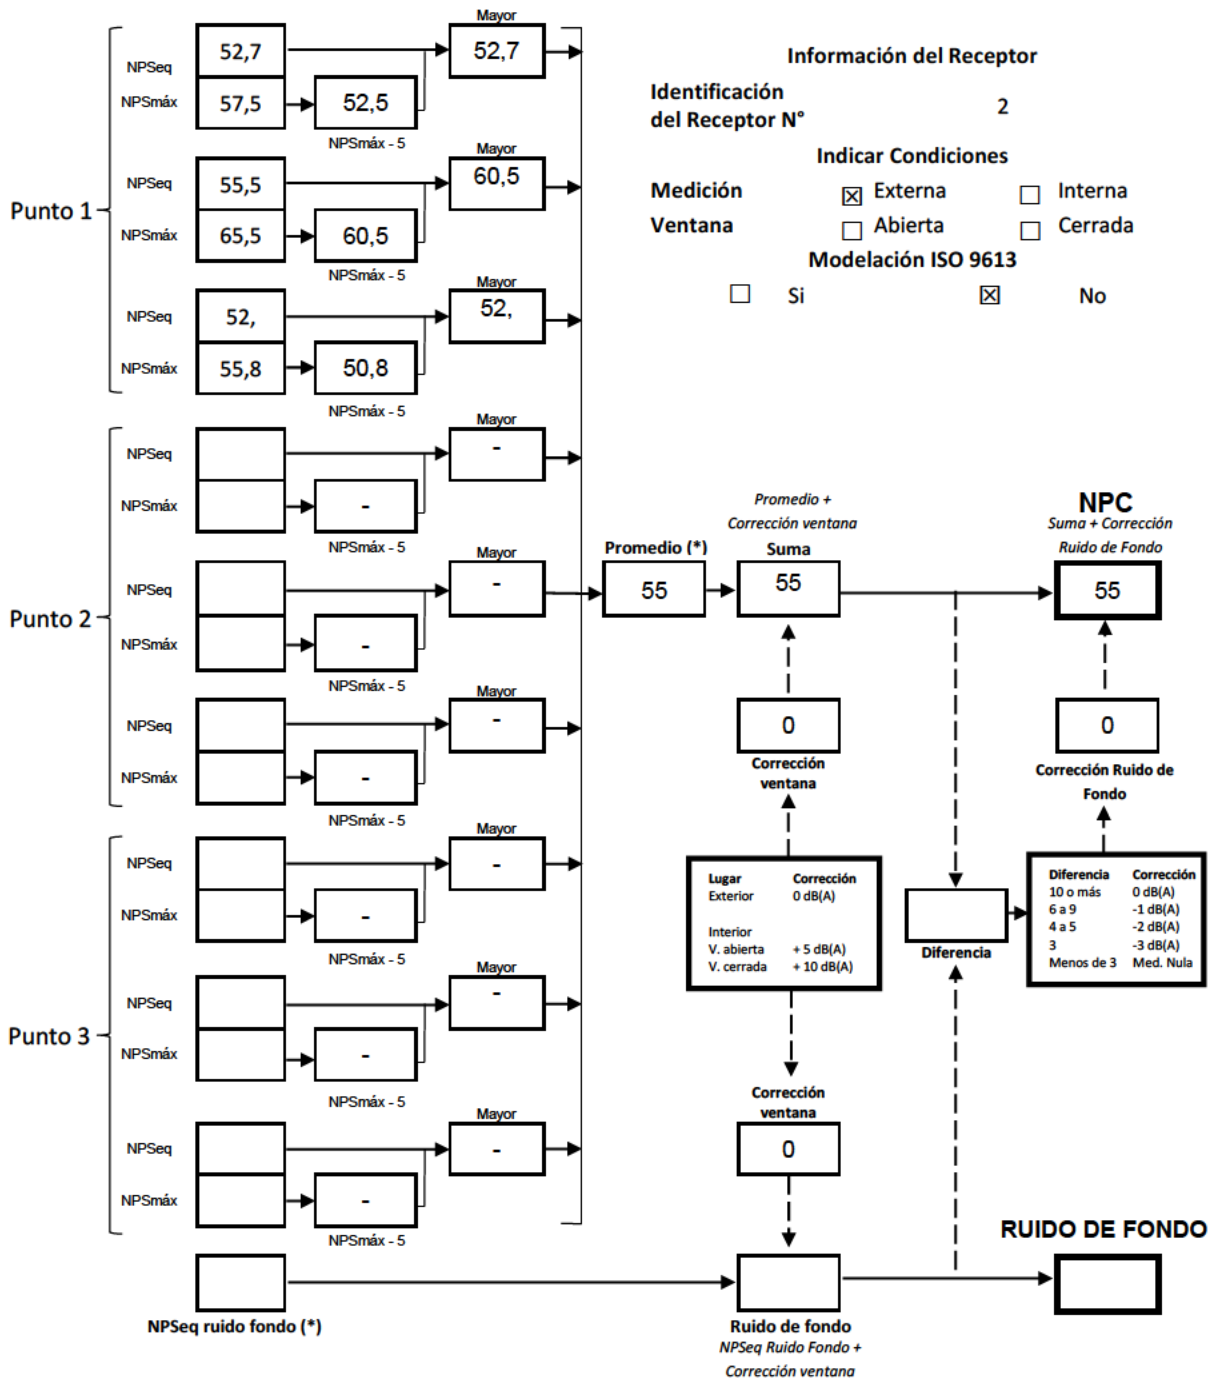 Mayor
NPSeq 52,7 52,7
NPSmáx 57,5 52,5
NPSmáx - 5
Mayor
NPSeq 55,5 60,5
Punto 1
NPSmáx 65,5 60,5
NPSmáx - 5
Mayor
NPSeq 52, 52,
NPSmáx 55,8 50,8
NPSmáx - 5
Información del Receptor
Identificación
del Receptor N° 2
Indicar Condiciones
Medición ☒ Externa ☐ Interna
Ventana ☐ Abierta ☐ Cerrada
Modelación ISO 9613
☐ Si ☒ No
Mayor
NPSeq -
NPSmáx -
NPSmáx - 5
Mayor
NPSeq -
Punto 2
NPSmáx -
NPSmáx - 5
Mayor
NPSeq -
NPSmáx -
NPSmáx - 5
Mayor
NPSeq -
NPSmáx -
NPSmáx - 5
Mayor
NPSeq -
Punto 3
NPSmáx -
NPSmáx - 5
Mayor
NPSeq -
NPSmáx -
NPSmáx - 5
Promedio (*)
55
Promedio +
Corrección ventana
Suma
55
0
Corrección
ventana
NPC
Suma + Corrección
Ruido de Fondo
55
0
Corrección Ruido de
Fondo
Lugar Corrección
Exterior 0 dB(A)
Interior
V. abierta + 5 dB(A)
V. cerrada + 10 dB(A)
Diferencia
Diferencia Corrección
10 o más 0 dB(A)
6 a 9 -1 dB(A)
4 a 5 -2 dB(A)
3 -3 dB(A)
Menos de 3 Med. Nula
Corrección
ventana
0
RUIDO DE FONDO
NPSeq ruido fondo (*)
Ruido de fondo
NPSeq Ruido Fondo +
Corrección ventana